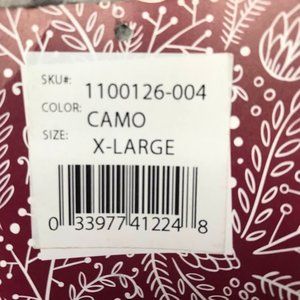 SKU#: 1100126-004
COLOR: CAMO
SIZE: X-LARGE
0 33977 41224 8